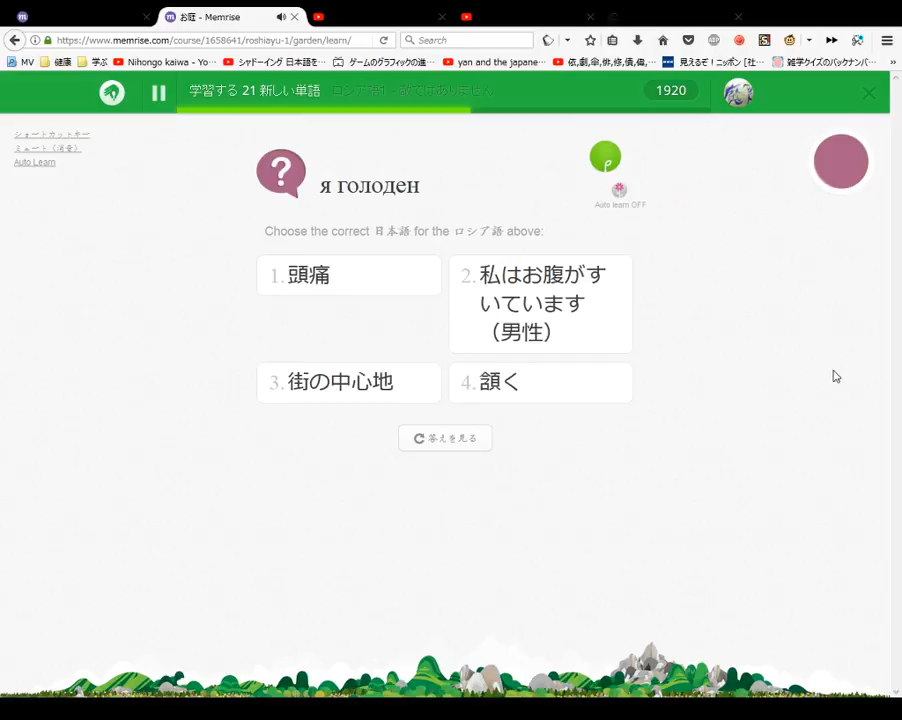 お庭 - Memrise
https://www.memrise.com/course/1658641/roshiayu-1/garden/learn/
Search
MV 健康 学ぶ Nihongo kaiwa - Yo... シャドーイング 日本語を... ゲームのグラフィックの進... yan and the japane... 依,劇,傘,俳,修,債,侮,... 見えるぞ！ニッポン [社... 雑学クイズのバックナンバ...
学習する 21 新しい単語
1920
ショートカットキー
ミュート（消音）
Auto Learn
я голоден
Auto learn OFF
Choose the correct 日本語 for the ロシア語 above:
1. 頭痛
2. 私はお腹がす
いています
（男性）
3. 街の中心地
4. 頷く
答えを見る